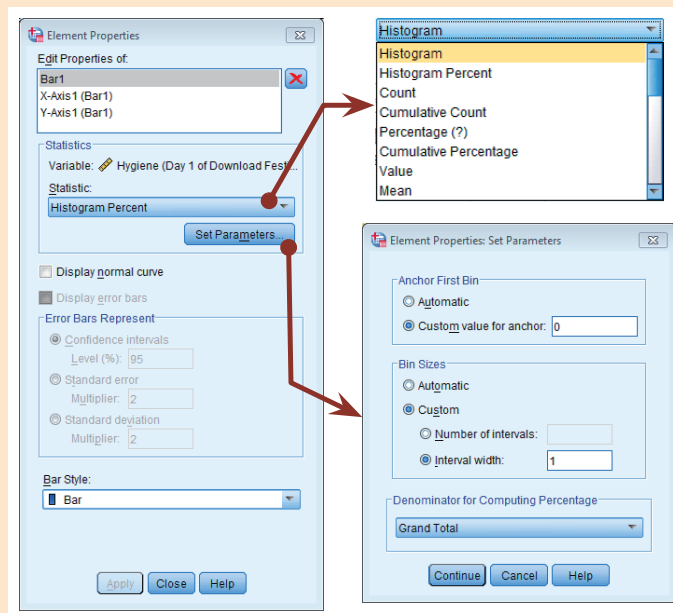 Element Properties
Edit Properties of:
Bar1
X-Axis1 (Bar1)
Y-Axis1 (Bar1)
Statistics
Variable: Hygiene (Day 1 of Download Fest...
Statistic:
Histogram Percent
Set Parameters...
Display normal curve
Display error bars
Error Bars Represent
Confidence intervals
Level (%): 95
Standard error
Multiplier: 2
Standard deviation
Multiplier: 2
Bar Style:
Bar
Apply Close Help
Histogram
Histogram
Histogram Percent
Count
Cumulative Count
Percentage (?)
Cumulative Percentage
Value
Mean
Element Properties: Set Parameters
Anchor First Bin
Automatic
Custom value for anchor: 0
Bin Sizes
Automatic
Custom
Number of intervals:
Interval width: 1
Denominator for Computing Percentage
Grand Total
Continue Cancel Help